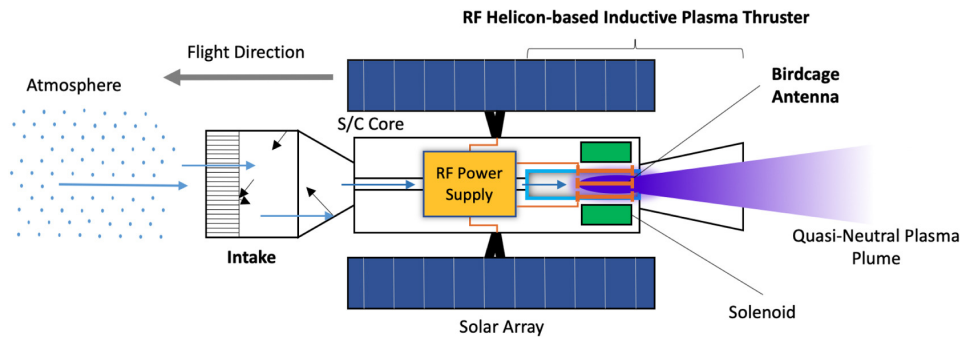 RF Helicon-based Inductive Plasma Thruster
Flight Direction
Atmosphere
Birdcage
Antenna
S/C Core
RF Power
Supply
Intake
Quasi-Neutral Plasma
Plume
Solenoid
Solar Array